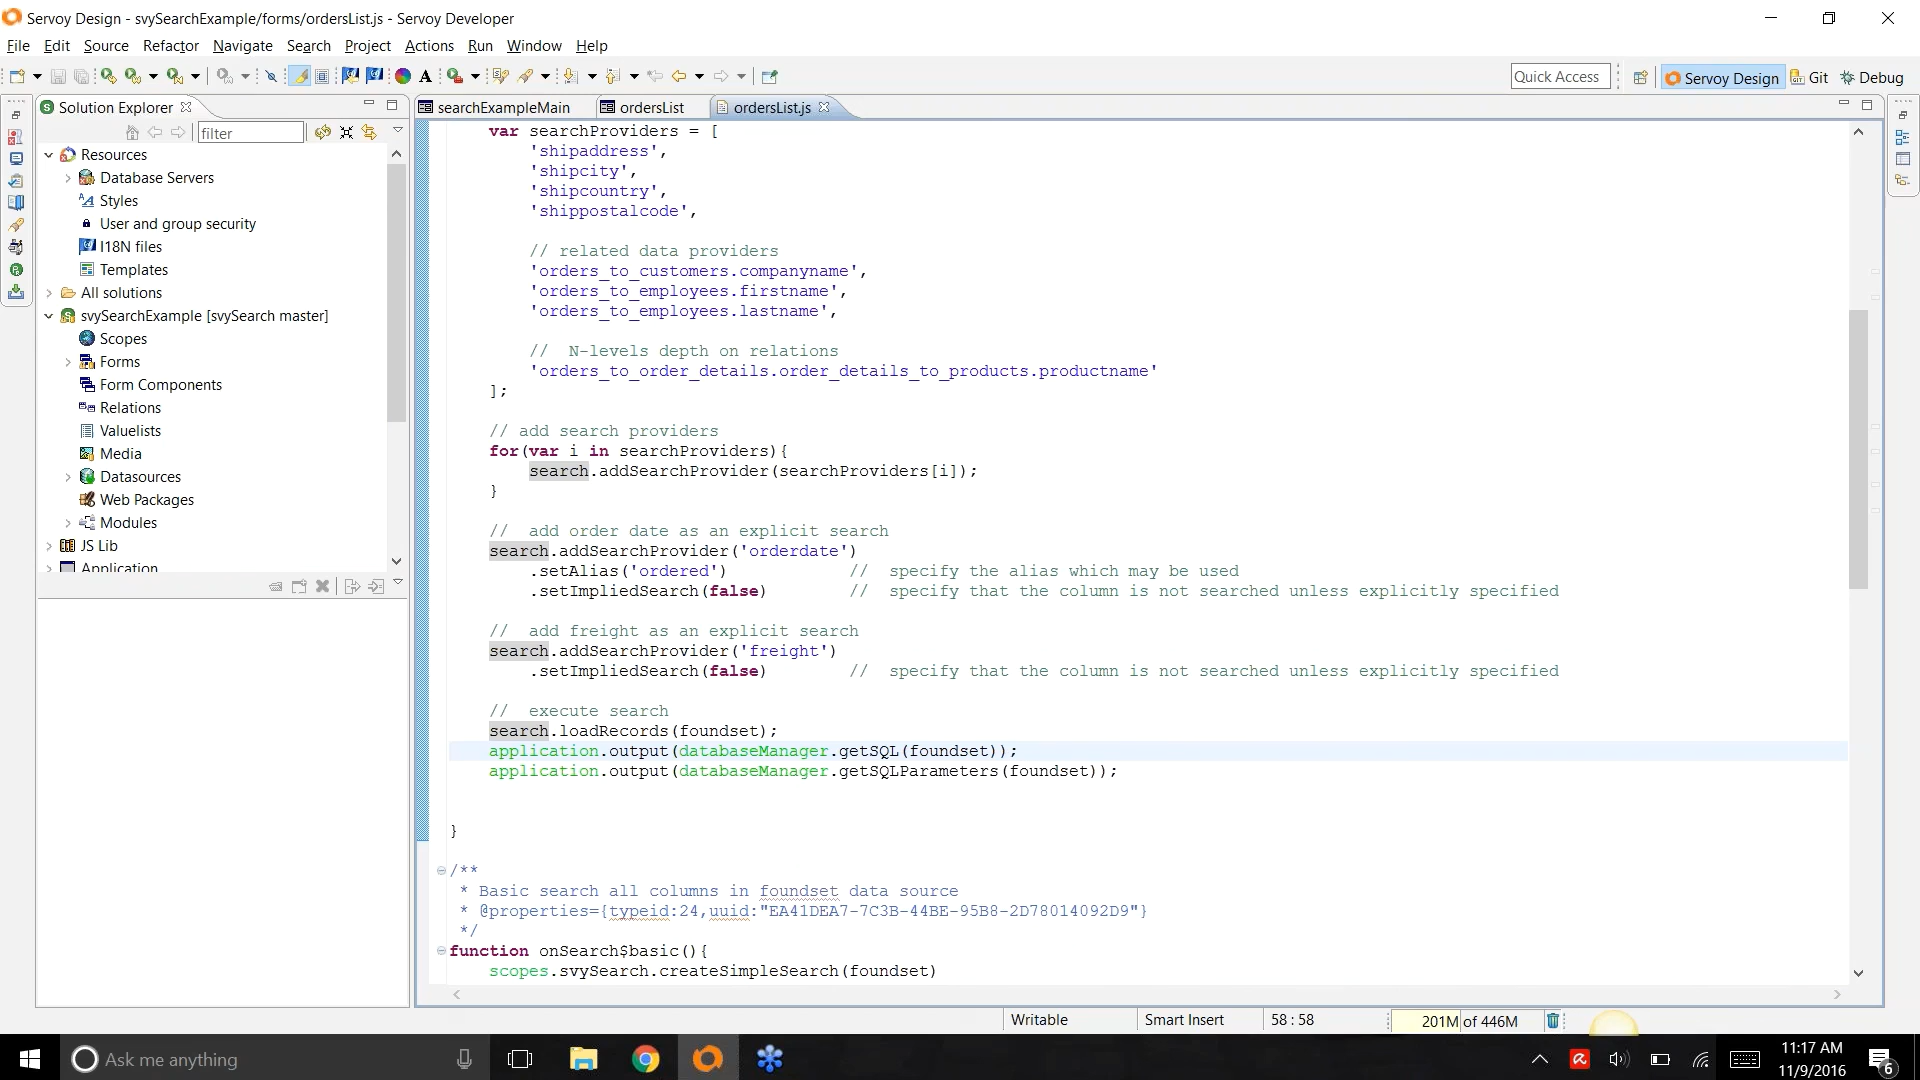 Servoy Design - svySearchExample/forms/ordersList.js - Servoy Developer
File Edit Source Refactor Navigate Search Project Actions Run Window Help
Quick Access
Servoy Design
Git
Debug
Solution Explorer
searchExampleMain
ordersList
ordersList.js
filter
Resources
Database Servers
Styles
User and group security
I18N files
Templates
All solutions
svySearchExample [svySearch master]
Scopes
Forms
Form Components
Relations
Valuelists
Media
Datasources
Web Packages
Modules
JS Lib
Application
var searchProviders = [
'shipaddress',
'shipcity',
'shipcountry',
'shippostalcode',
// related data providers
'orders_to_customers.companyname',
'orders_to_employees.firstname',
'orders_to_employees.lastname',
// N-levels depth on relations
'orders_to_order_details.order_details_to_products.productname'
];
// add search providers
for(var i in searchProviders){
search.addSearchProvider(searchProviders[i]);
}
// add order date as an explicit search
search.addSearchProvider('orderdate')
.setAlias('ordered') // specify the alias which may be used
.setImpliedSearch(false) // specify that the column is not searched unless explicitly specified
// add freight as an explicit search
search.addSearchProvider('freight')
.setImpliedSearch(false) // specify that the column is not searched unless explicitly specified
// execute search
search.loadRecords(foundset);
application.output(databaseManager.getSQL(foundset));
application.output(databaseManager.getSQLParameters(foundset));
}
/**
* Basic search all columns in foundset data source
* @properties={typeid:24,uuid:"EA41DEA7-7C3B-44BE-95B8-2D78014092D9"}
*/
function onSearch$basic(){
scopes.svySearch.createSimpleSearch(foundset)
Writable
Smart Insert
58 : 58
201M of 446M
Ask me anything
11:17 AM
11/9/2016
6